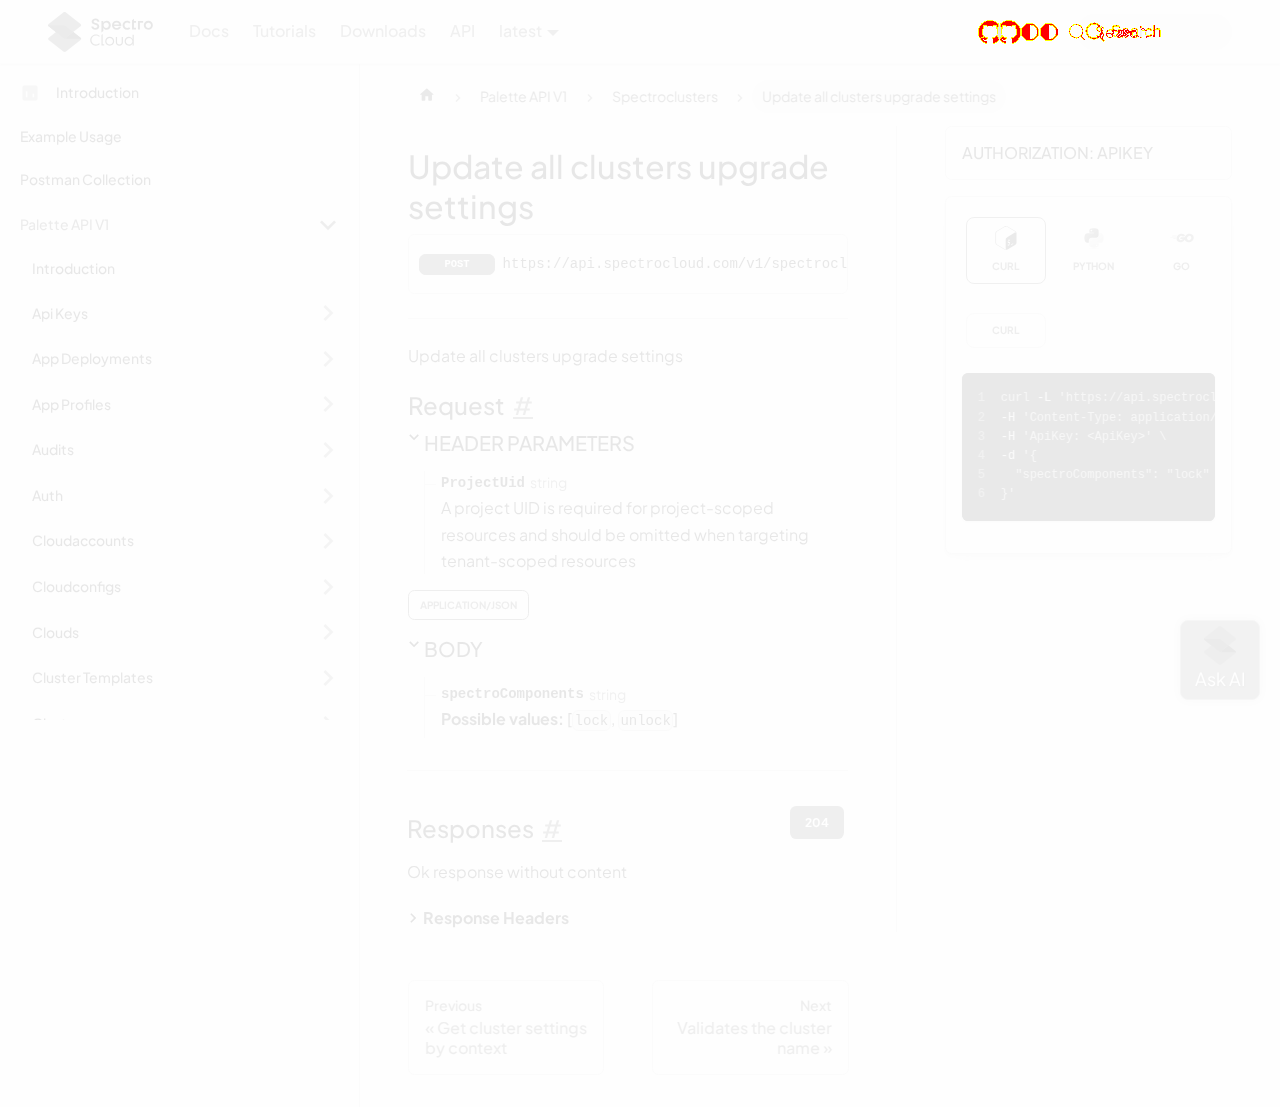 Spectro Cloud
Docs Tutorials Downloads API latest
Introduction
Example Usage
Postman Collection
Palette API V1
Introduction
Api Keys
App Deployments
App Profiles
Audits
Auth
Cloudaccounts
Cloudconfigs
Clouds
Cluster Templates
Palette API V1 Spectroclusters Update all clusters upgrade settings
Update all clusters upgrade
settings
POST https://api.spectrocloud.com/v1/spectrocl
Update all clusters upgrade settings
Request #
HEADER PARAMETERS
ProjectUid string
A project UID is required for project-scoped
resources and should be omitted when targeting
tenant-scoped resources
APPLICATION/JSON
BODY
spectroComponents string
Possible values: [lock, unlock]
Responses #
204
Ok response without content
Response Headers
Previous
« Get cluster settings
by context
Next
Validates the cluster
name »
AUTHORIZATION: APIKEY
CURL PYTHON GO
CURL
1 curl -L 'https://api.spectrocl
2 -H 'Content-Type: application/
3 -H 'ApiKey: <ApiKey>' \
4 -d '{
5 "spectroComponents": "lock"
6 }'
Ask AI